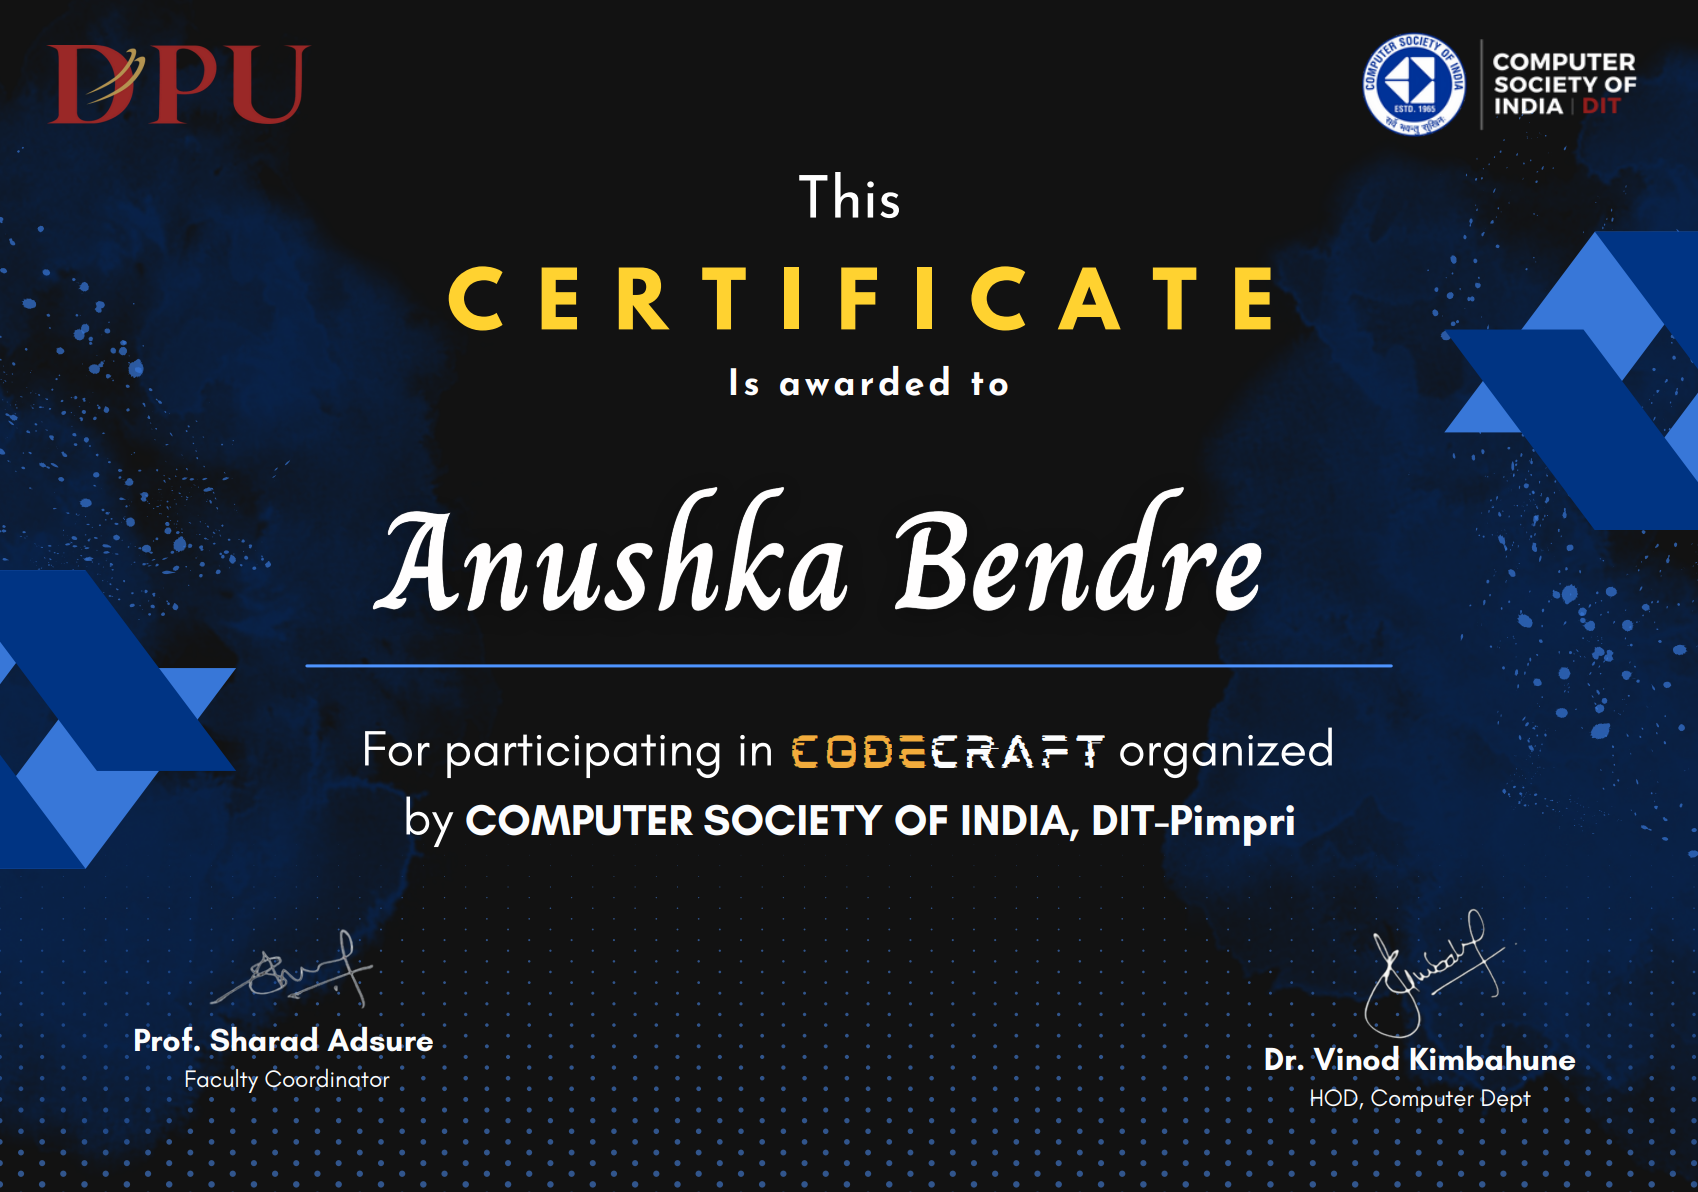 DPU
COMPUTER SOCIETY OF INDIA
ESTD. 1965
COMPUTER
SOCIETY OF
INDIA | DIT
This
CERTIFICATE
Is awarded to
Anushka Bendre
For participating in CODECRAFT organized
by COMPUTER SOCIETY OF INDIA, DIT-Pimpri
Prof. Sharad Adsure
Faculty Coordinator
Dr. Vinod Kimbahune
HOD, Computer Dept